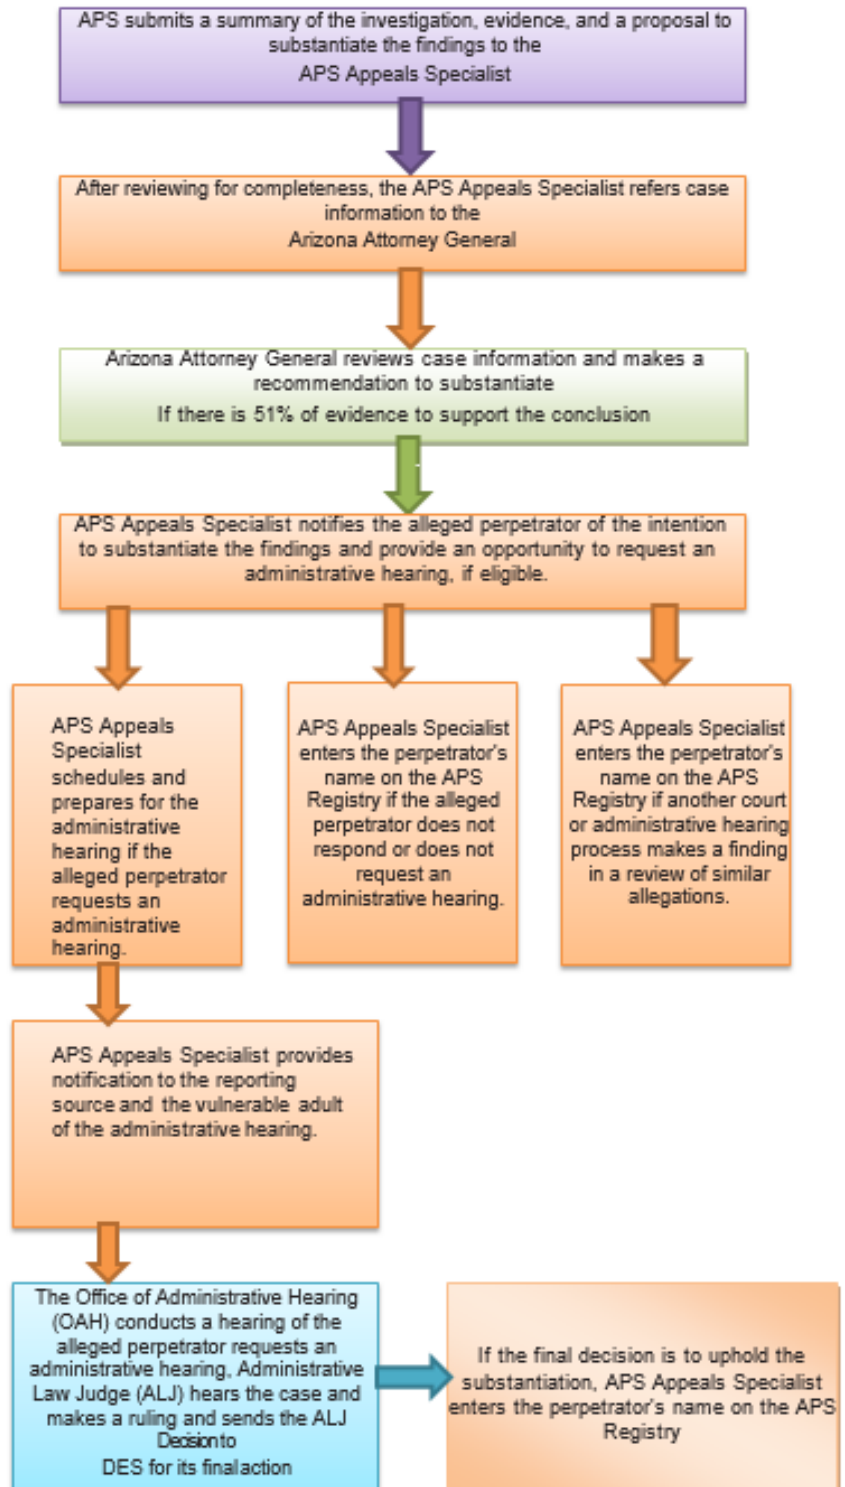 APS submits a summary of the investigation, evidence, and a proposal to
substantiate the findings to the
APS Appeals Specialist
After reviewing for completeness, the APS Appeals Specialist refers case
information to the
Arizona Attorney General
Arizona Attorney General reviews case information and makes a
recommendation to substantiate
If there is 51% of evidence to support the conclusion
APS Appeals Specialist notifies the alleged perpetrator of the intention
to substantiate the findings and provide an opportunity to request an
administrative hearing, if eligible.
APS Appeals
Specialist
schedules and
prepares for the
administrative
hearing if the
alleged perpetrator
requests an
administrative
hearing.
APS Appeals Specialist
enters the perpetrator's
name on the APS
Registry if the alleged
perpetrator does not
respond or does not
request an
administrative hearing.
APS Appeals Specialist
enters the perpetrator's
name on the APS
Registry if another court
or administrative hearing
process makes a finding
in a review of similar
allegations.
APS Appeals Specialist provides
notification to the reporting
source and the vulnerable adult
of the administrative hearing.
The Office of Administrative Hearing
(OAH) conducts a hearing of the
alleged perpetrator requests an
administrative hearing, Administrative
Law Judge (ALJ) hears the case and
makes a ruling and sends the ALJ
Decision to
DES for its final action
If the final decision is to uphold the
substantiation, APS Appeals Specialist
enters the perpetrator's name on the APS
Registry